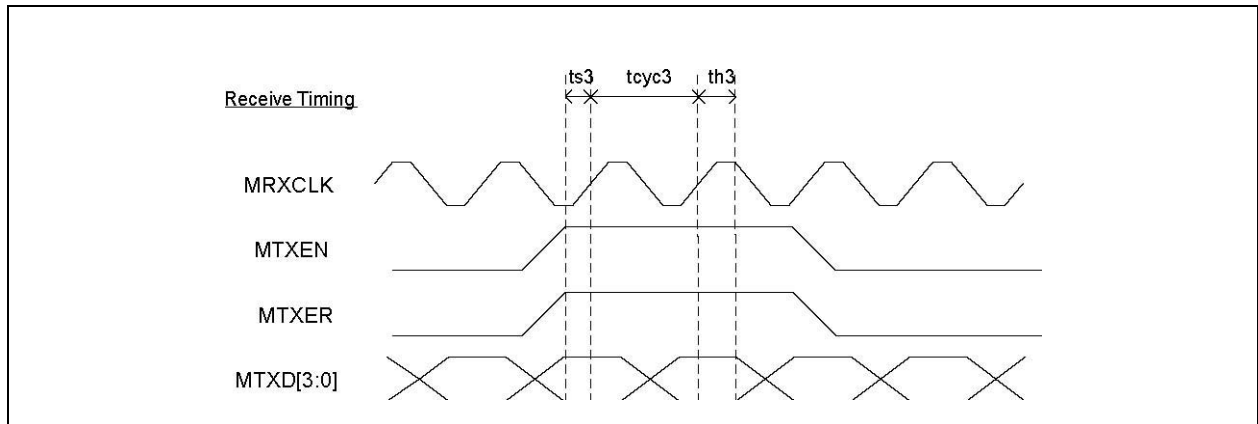 ts3 tcyc3 th3
Receive Timing
MRXCLK
MTXEN
MTXER
MTXD[3:0]